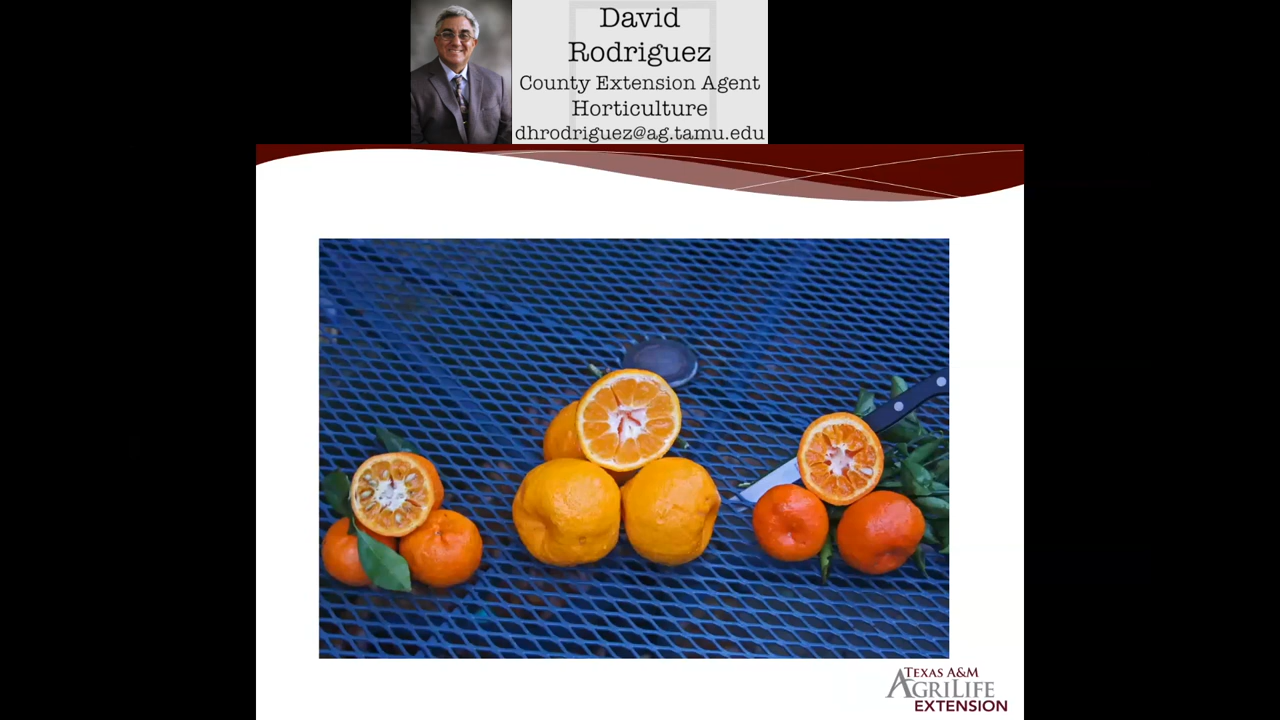 David
Rodriguez
County Extension Agent
Horticulture
dhrodriguez@ag.tamu.edu
TEXAS A&M
AGRILIFE
EXTENSION